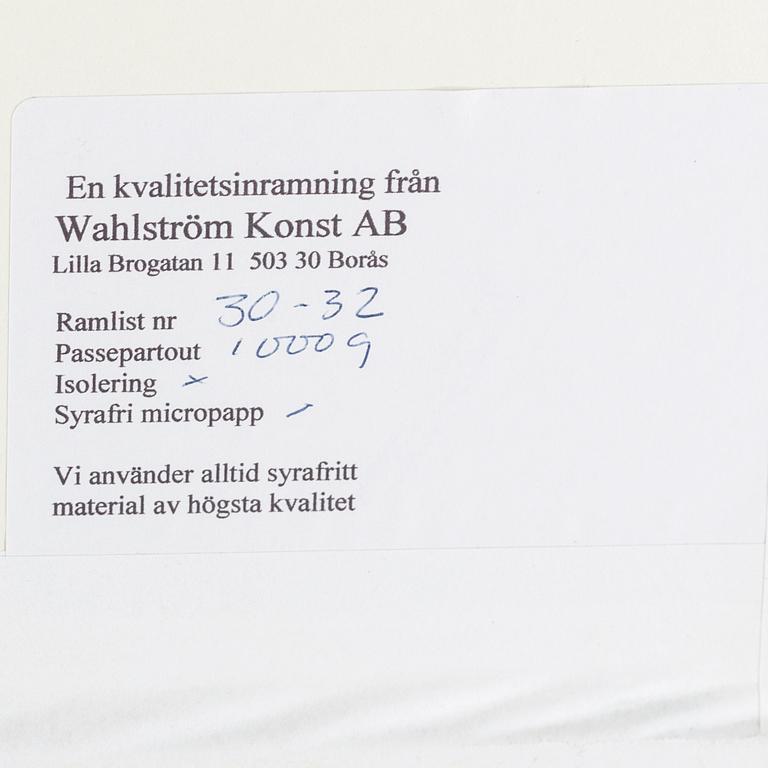 En kvalitetsinramning från
Wahlström Konst AB
Lilla Brogatan 11 503 30 Borås
Ramlist nr 30-32
Passepartout 10009
Isolering x
Syrafri micropapp
Vi använder alltid syrafritt
material av högsta kvalitet